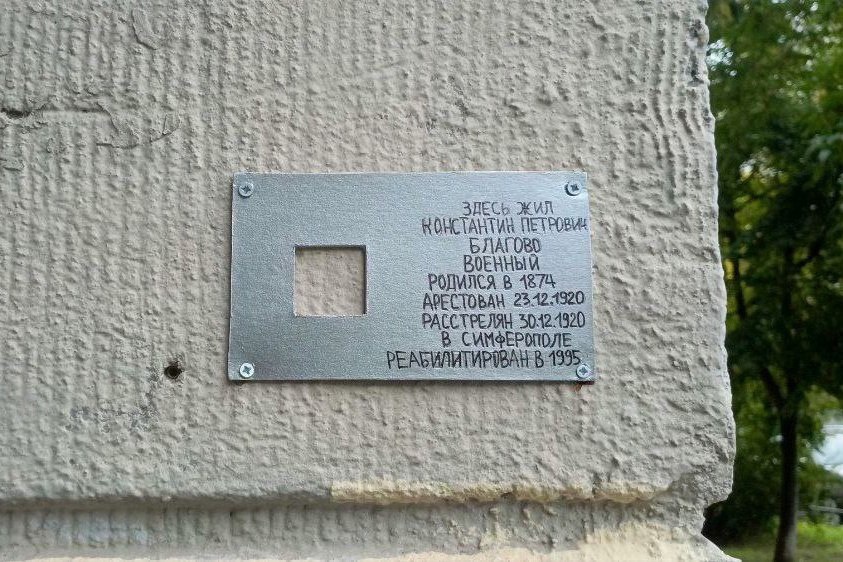 ЗДЕСЬ ЖИЛ
КОНСТАНТИН ПЕТРОВИЧ
БЛАГОВО
ВОЕННЫЙ
РОДИЛСЯ В 1874
АРЕСТОВАН 23.12.1920
РАССТРЕЛЯН 30.12.1920
В СИМФЕРОПОЛЕ
РЕАБИЛИТИРОВАН В 1995